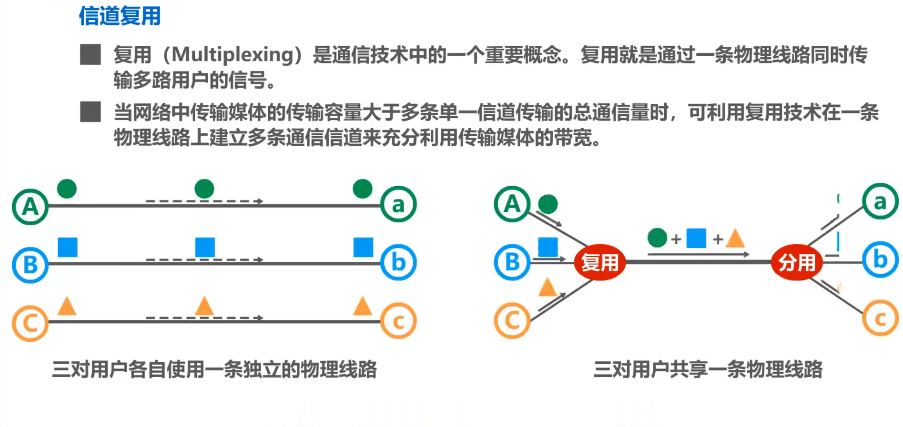 信道复用
复用（Multiplexing）是通信技术中的一个重要概念。复用就是通过一条物理线路同时传
输多路用户的信号。
当网络中传输媒体的传输容量大于多条单一信道传输的总通信量时，可利用复用技术在一条
物理线路上建立多条通信信道来充分利用传输媒体的带宽。
A a
B b
C c
三对用户各自使用一条独立的物理线路
A a
+ +
B 复用 分用 b
C c
三对用户共享一条物理线路